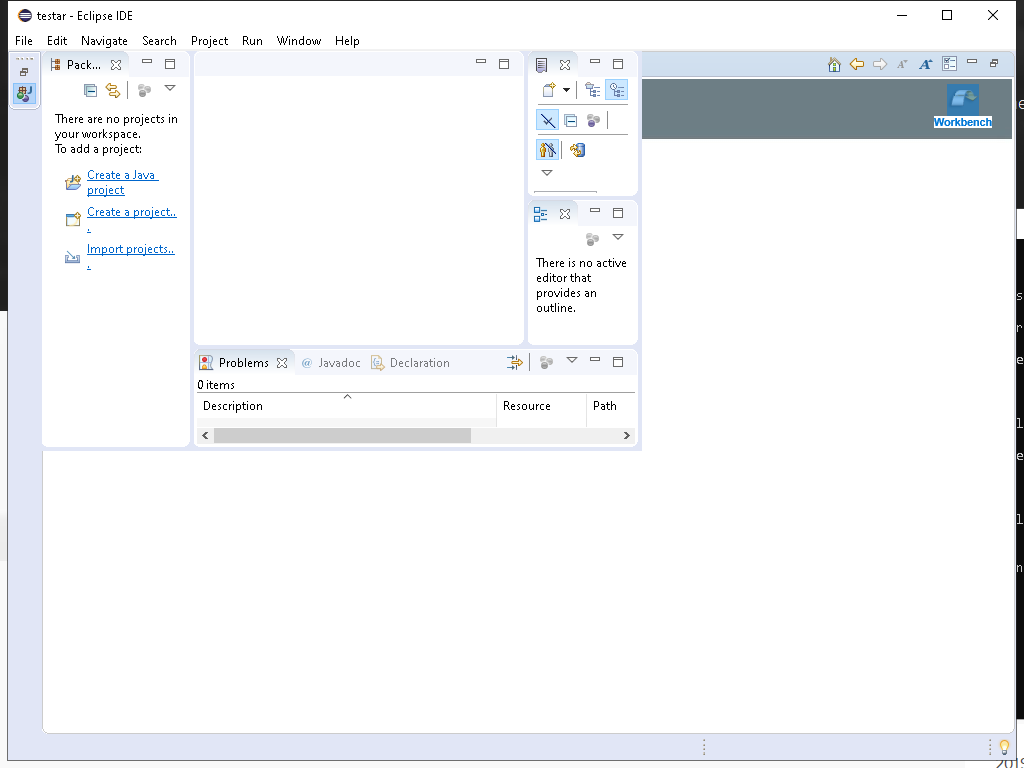 testar - Eclipse IDE
File Edit Navigate Search Project Run Window Help
Pack...
There are no projects in
your workspace.
To add a project:
Create a Java
project
Create a project..
.
Import projects..
.
Workbench
There is no active
editor that
provides an
outline.
Problems @ Javadoc Declaration
0 items
Description Resource Path